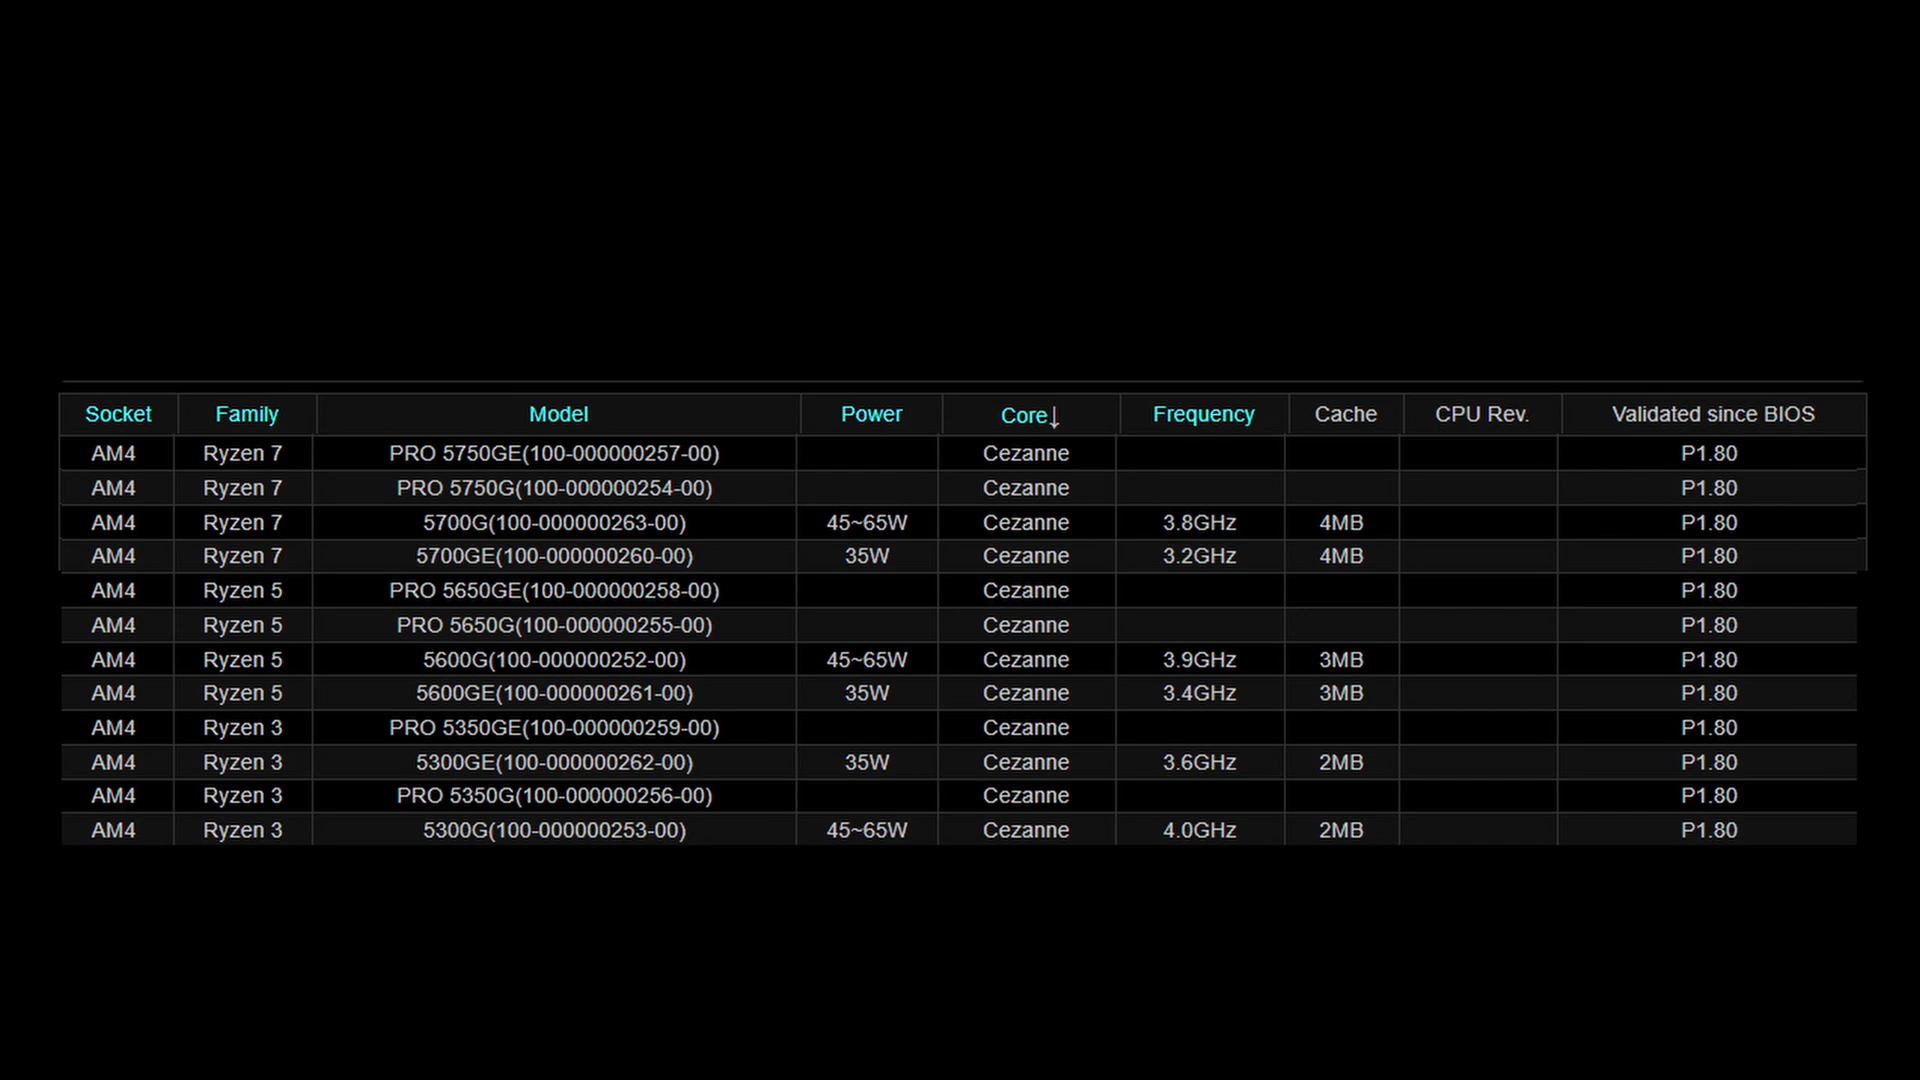 Socket Family Model Power Core↓ Frequency Cache CPU Rev. Validated since BIOS
AM4 Ryzen 7 PRO 5750GE(100-000000257-00) Cezanne P1.80
AM4 Ryzen 7 PRO 5750G(100-000000254-00) Cezanne P1.80
AM4 Ryzen 7 5700G(100-000000263-00) 45~65W Cezanne 3.8GHz 4MB P1.80
AM4 Ryzen 7 5700GE(100-000000260-00) 35W Cezanne 3.2GHz 4MB P1.80
AM4 Ryzen 5 PRO 5650GE(100-000000258-00) Cezanne P1.80
AM4 Ryzen 5 PRO 5650G(100-000000255-00) Cezanne P1.80
AM4 Ryzen 5 5600G(100-000000252-00) 45~65W Cezanne 3.9GHz 3MB P1.80
AM4 Ryzen 5 5600GE(100-000000261-00) 35W Cezanne 3.4GHz 3MB P1.80
AM4 Ryzen 3 PRO 5350GE(100-000000259-00) Cezanne P1.80
AM4 Ryzen 3 5300GE(100-000000262-00) 35W Cezanne 3.6GHz 2MB P1.80
AM4 Ryzen 3 PRO 5350G(100-000000256-00) Cezanne P1.80
AM4 Ryzen 3 5300G(100-000000253-00) 45~65W Cezanne 4.0GHz 2MB P1.80